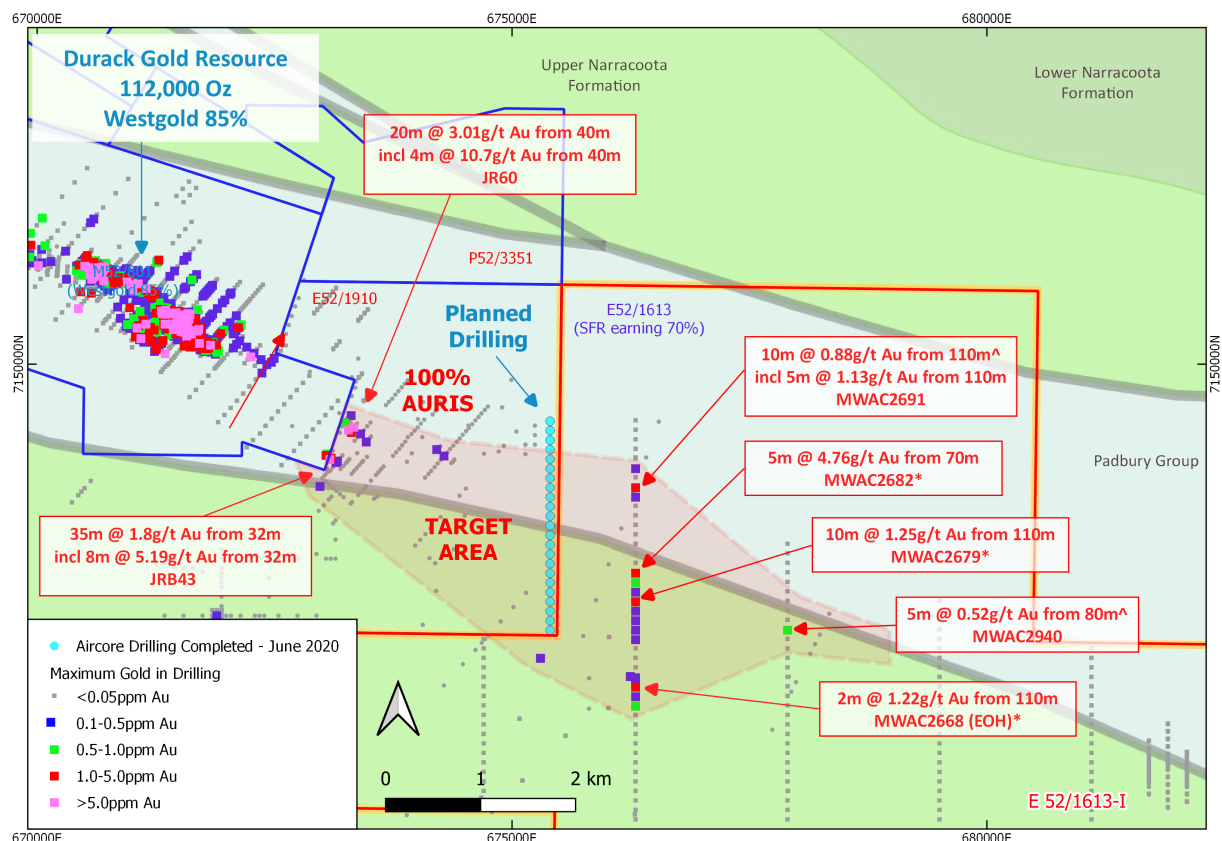 670000E
675000E
680000E
Durack Gold Resource
112,000 Oz
Westgold 85%
Upper Narracoota
Formation
Lower Narracoota
Formation
20m @ 3.01g/t Au from 40m
incl 4m @ 10.7g/t Au from 40m
JR60
P52/3351
(Westgold 85%)
E52/1910
E52/1613
(SFR earning 70%)
Planned
Drilling
7150000N
7150000N
100%
AURIS
10m @ 0.88g/t Au from 110m^
incl 5m @ 1.13g/t Au from 110m
MWAC2691
5m @ 4.76g/t Au from 70m
MWAC2682*
Padbury Group
35m @ 1.8g/t Au from 32m
incl 8m @ 5.19g/t Au from 32m
JRB43
TARGET
AREA
10m @ 1.25g/t Au from 110m
MWAC2679*
5m @ 0.52g/t Au from 80m^
MWAC2940
2m @ 1.22g/t Au from 110m
MWAC2668 (EOH)*
Aircore Drilling Completed - June 2020
Maximum Gold in Drilling
<0.05ppm Au
0.1-0.5ppm Au
0.5-1.0ppm Au
1.0-5.0ppm Au
>5.0ppm Au
0 1 2 km
E 52/1613-I
670000E
675000E
680000E